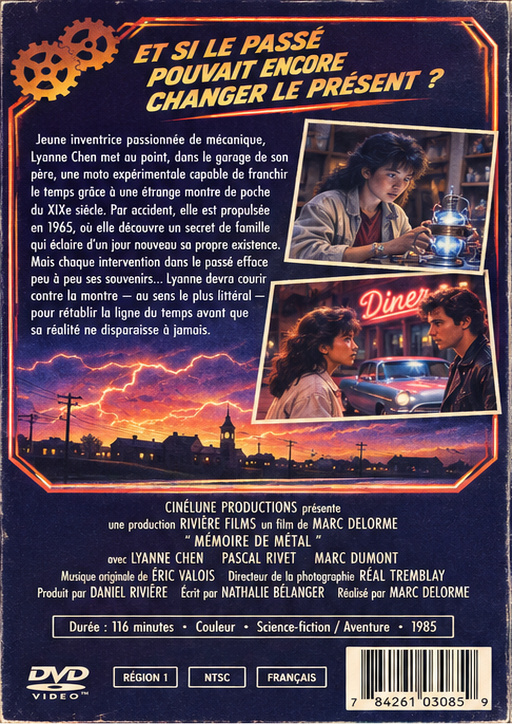 ET SI LE PASSÉ
POUVAIT ENCORE
CHANGER LE PRÉSENT ?
Jeune inventrice passionnée de mécanique,
Lyanne Chen met au point, dans le garage de son
père, une moto expérimentale capable de franchir
le temps grâce à une étrange montre de poche
du XIXe siécle. Par accident, elle est propulsée
en 1965, où elle découvre un secret de famille
qui éclaire d'un jour nouveau sa propre existence.
Mais chaque intervention dans le passé efface
peu à peu ses souvenirs... Lyanne devra courir
contre la montre — au sens le plus littéral —
pour rétablir la ligne du temps avant que
sa réalité ne disparaisse à jamais.
Diner
CINÉLUNE PRODUCTIONS présente
une production RIVIÈRE FILMS un film de MARC DELORME
" MÉMOIRE DE MÉTAL "
avec LYANNE CHEN PASCAL RIVET MARC DUMONT
Musique originale de ÉRIC VALOIS Directeur de la photographie RÉAL TREMBLAY
Produit par DANIEL RIVIÈRE Écrit par NATHALIE BÉLANGER Réalisé par MARC DELORME
Durée : 116 minutes • Couleur • Science-fiction / Aventure • 1985
DVD
VIDEO™
RÉGION 1
NTSC
FRANÇAIS
7 84261 03085 9